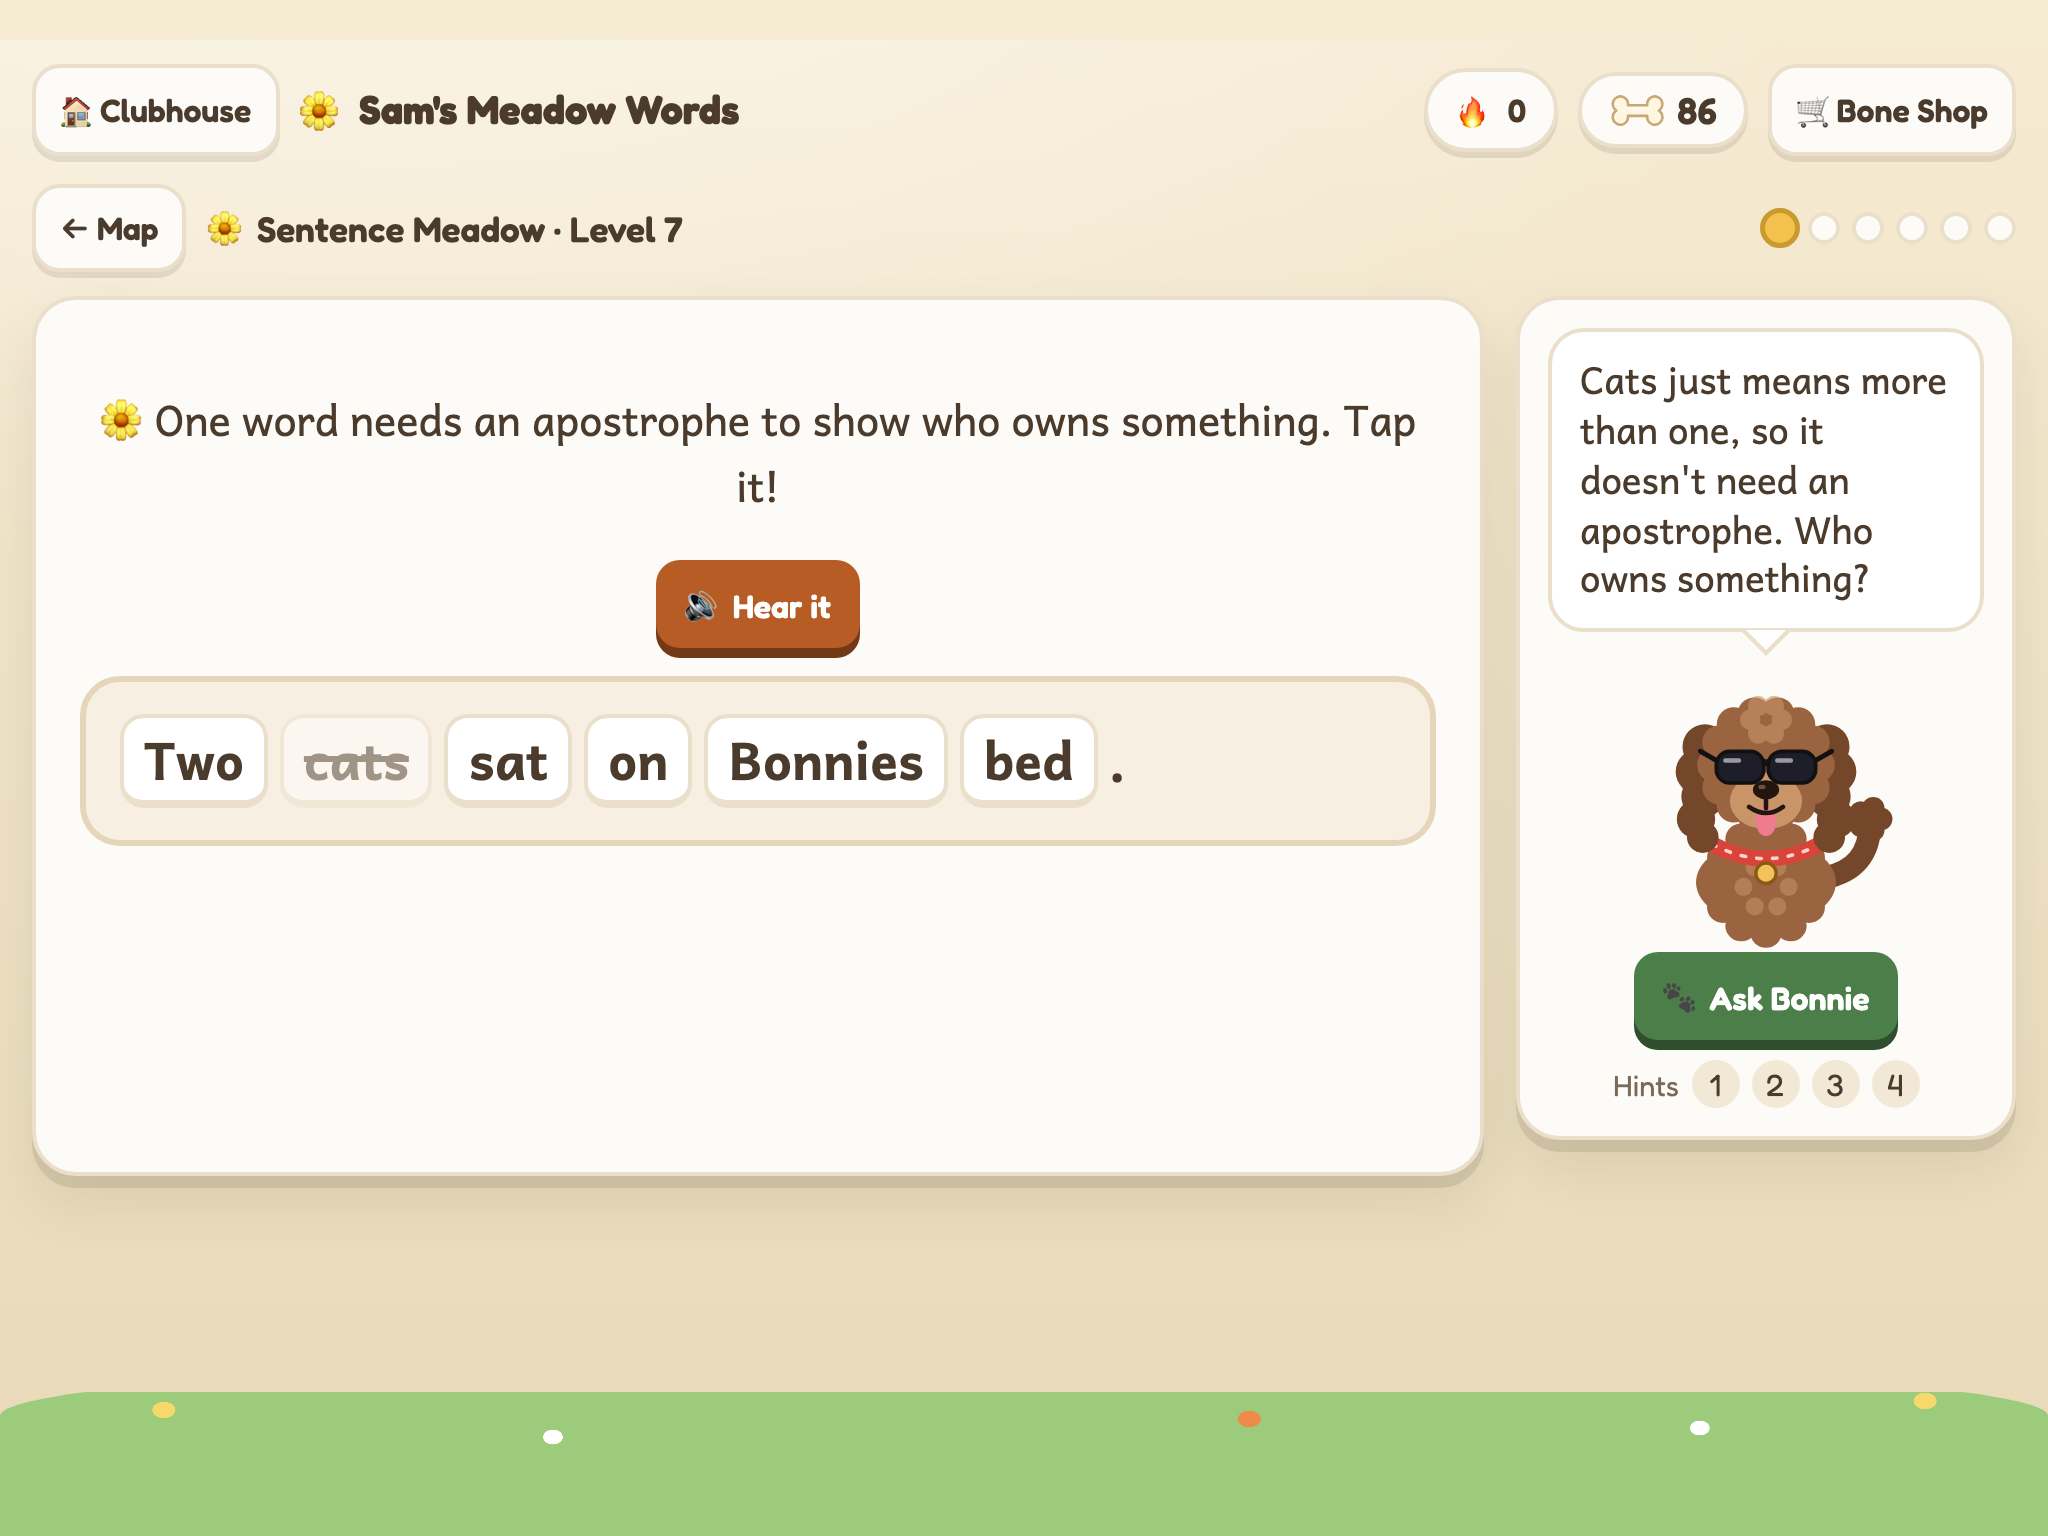 Clubhouse
Sam's Meadow Words
0
86
Bone Shop
← Map
Sentence Meadow · Level 7
One word needs an apostrophe to show who owns something. Tap
it!
Hear it
Two cats sat on Bonnies bed .
Cats just means more
than one, so it
doesn't need an
apostrophe. Who
owns something?
Ask Bonnie
Hints 1 2 3 4